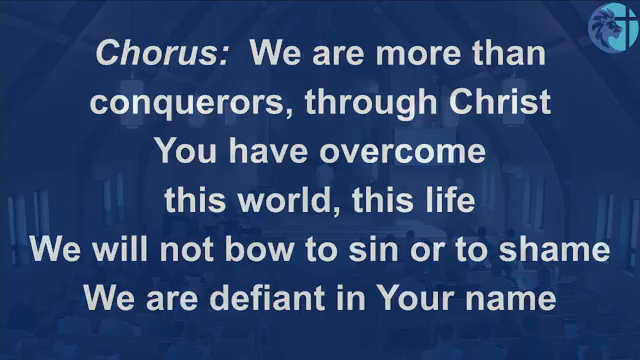 Chorus: We are more than
conquerors, through Christ
You have overcome
this world, this life
We will not bow to sin or to shame
We are defiant in Your name